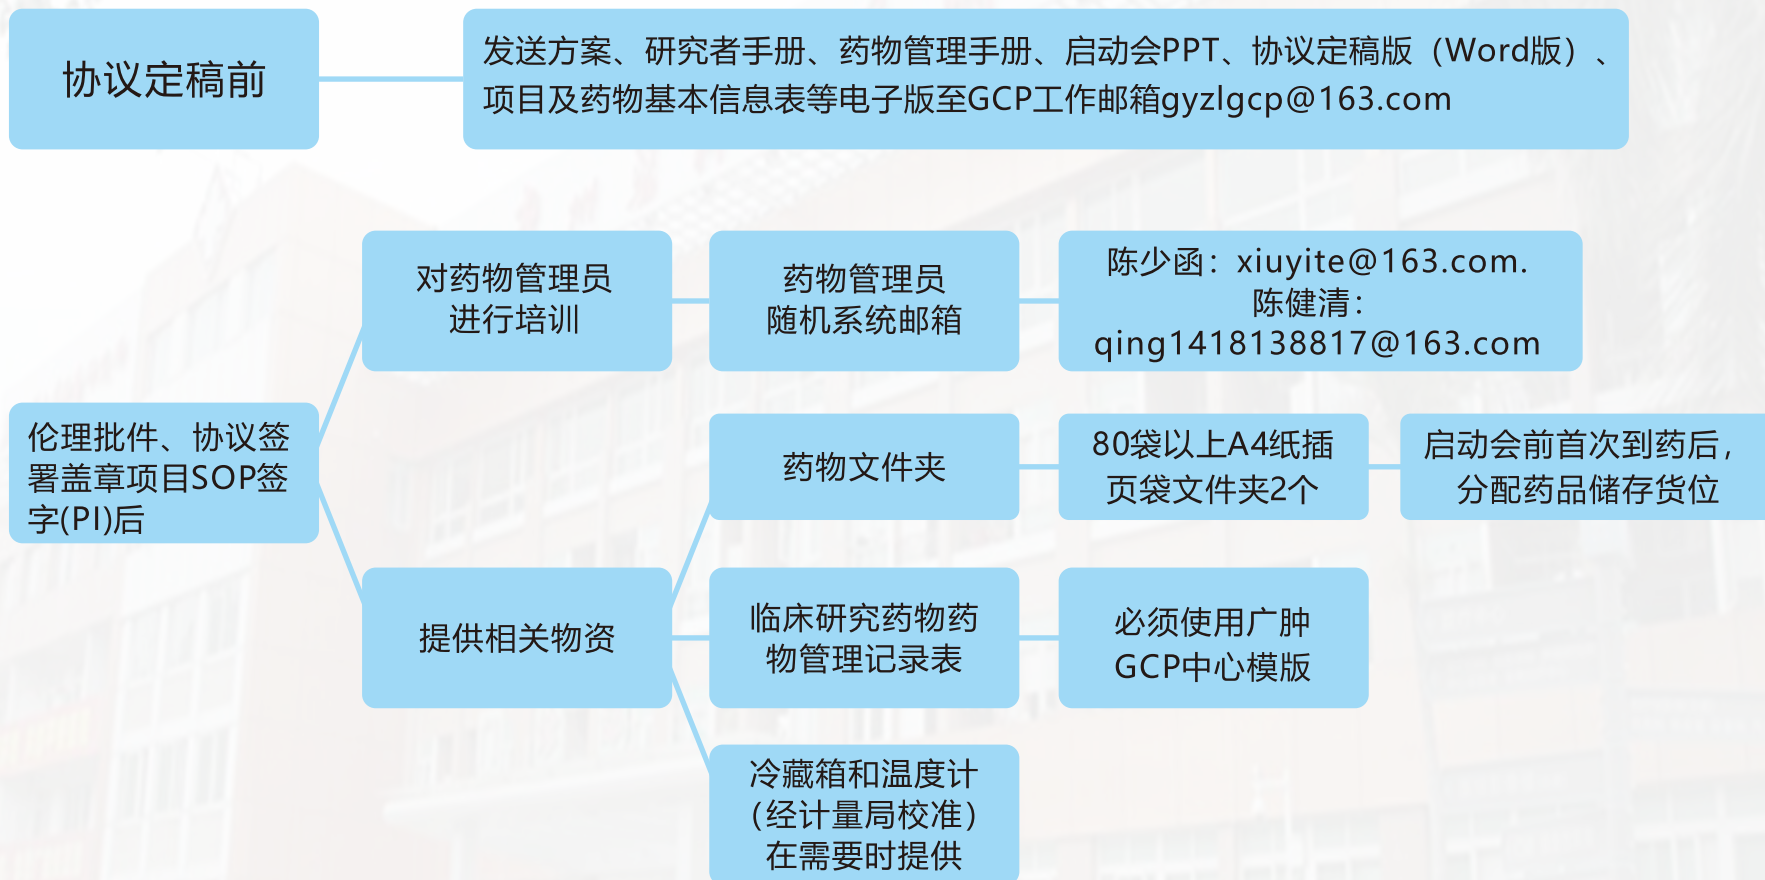 协议定稿前
发送方案、研究者手册、药物管理手册、启动会PPT、协议定稿版（Word版）、
项目及药物基本信息表等电子版至GCP工作邮箱gyzlgcp@163.com
对药物管理员
进行培训
药物管理员
随机系统邮箱
陈少函：xiuyite@163.com.
陈健清：
qing1418138817@163.com
伦理批件、协议签
署盖章项目SOP签
字(PI)后
药物文件夹
80袋以上A4纸插
页袋文件夹2个
启动会前首次到药后，
分配药品储存货位
提供相关物资
临床研究药物药
物管理记录表
必须使用广肿
GCP中心模版
冷藏箱和温度计
（经计量局校准）
在需要时提供